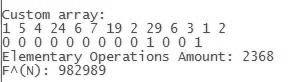 Custom array:
1 5 4 24 6 7 19 2 29 6 3 1 2
0 0 0 0 0 0 0 0 0 1 0 0 1
Elementary Operations Amount: 2368
F^(N): 982989